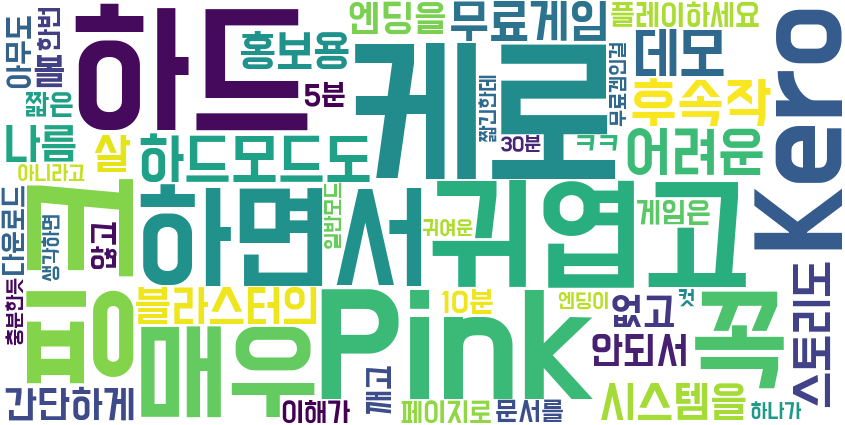 하드
케로
Kero
엔딩을
무료게임
플레이하세요
아무도
볼
한번
홍보용
데모
5분
짧은
짧긴한데
무료겜인걸
후속작
나름
살
하드모드도
30분
ㅋㅋ
어려운
아니라고
핑크
하면서
귀엽고
다운로드
생각하면
않고
일반모드
귀여운
게임은
충분한듯
블라스터의
매우
Pink
10분
엔딩이
없고
컷
꼭
스토리도
안되서
간단하게
이해가
깨고
페이지로
문서를
시스템을
하나가